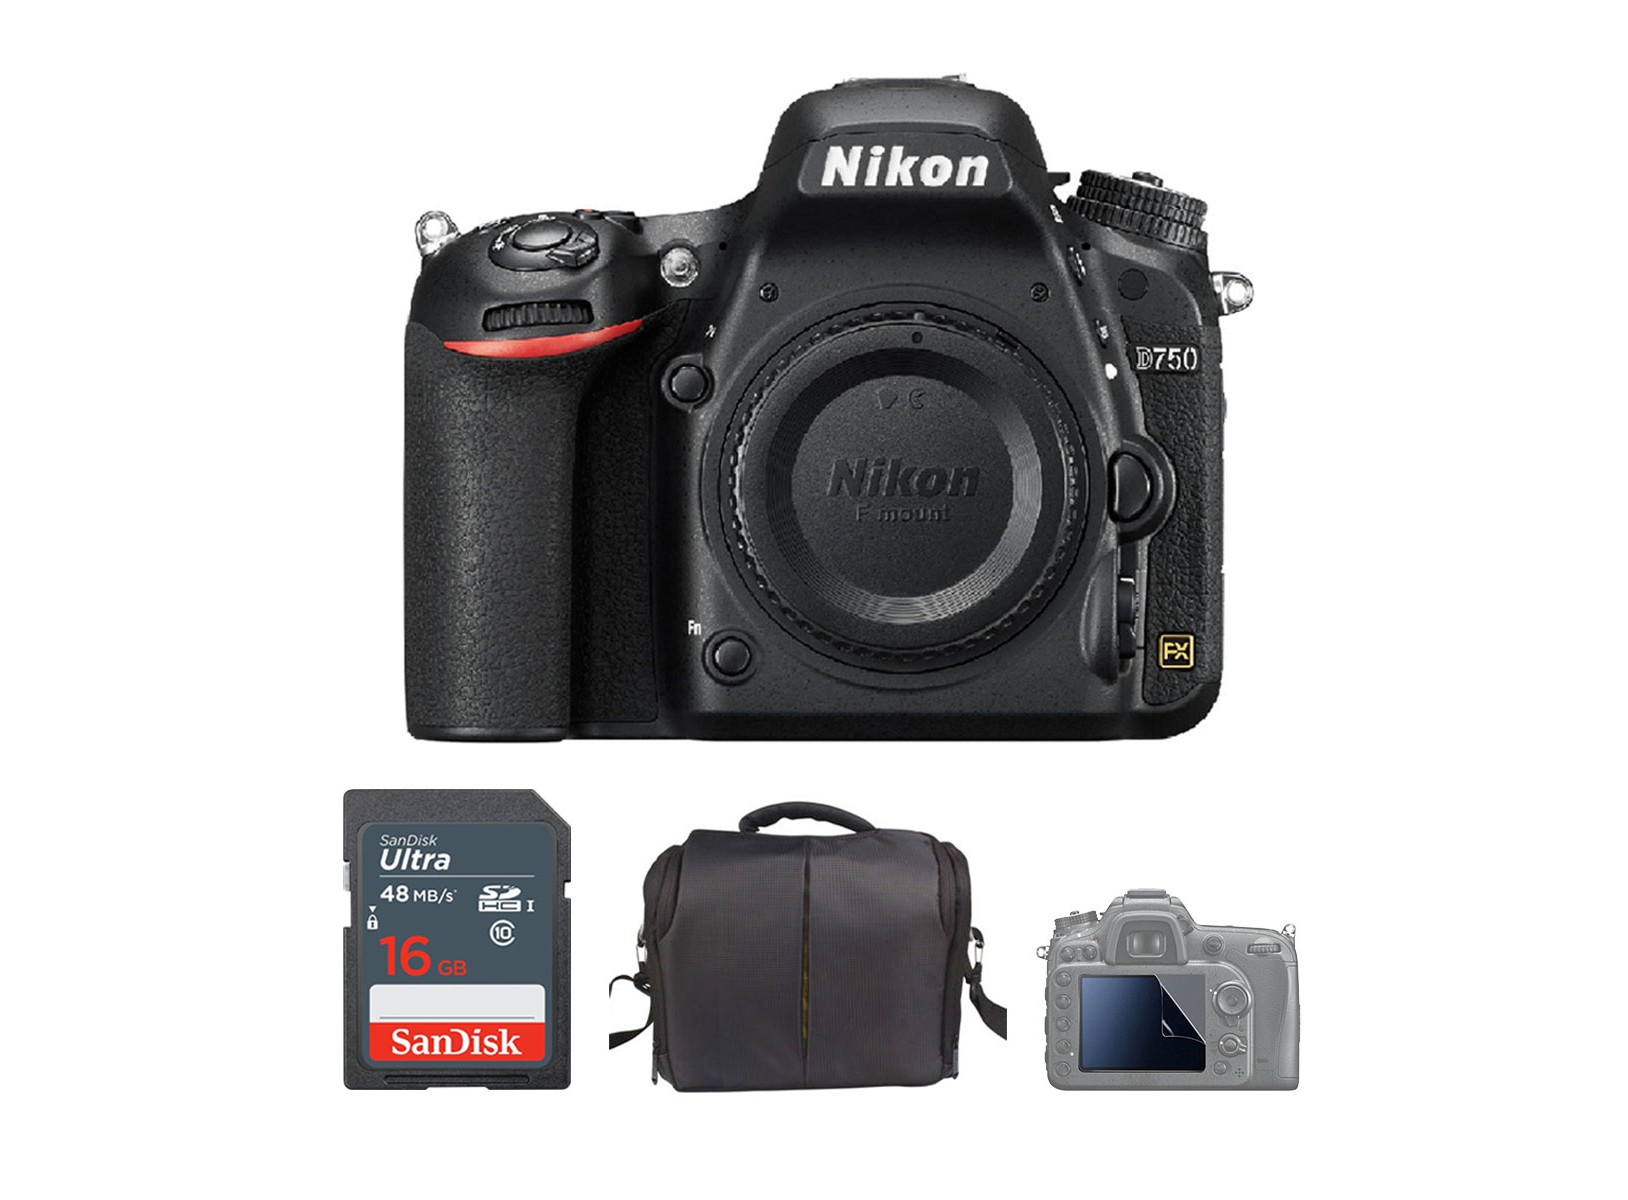 Nikon
D750
Nikon
F mount
Fn
FX
SanDisk
Ultra
48 MB/s*
SD
HC I
10
16 GB
SanDisk